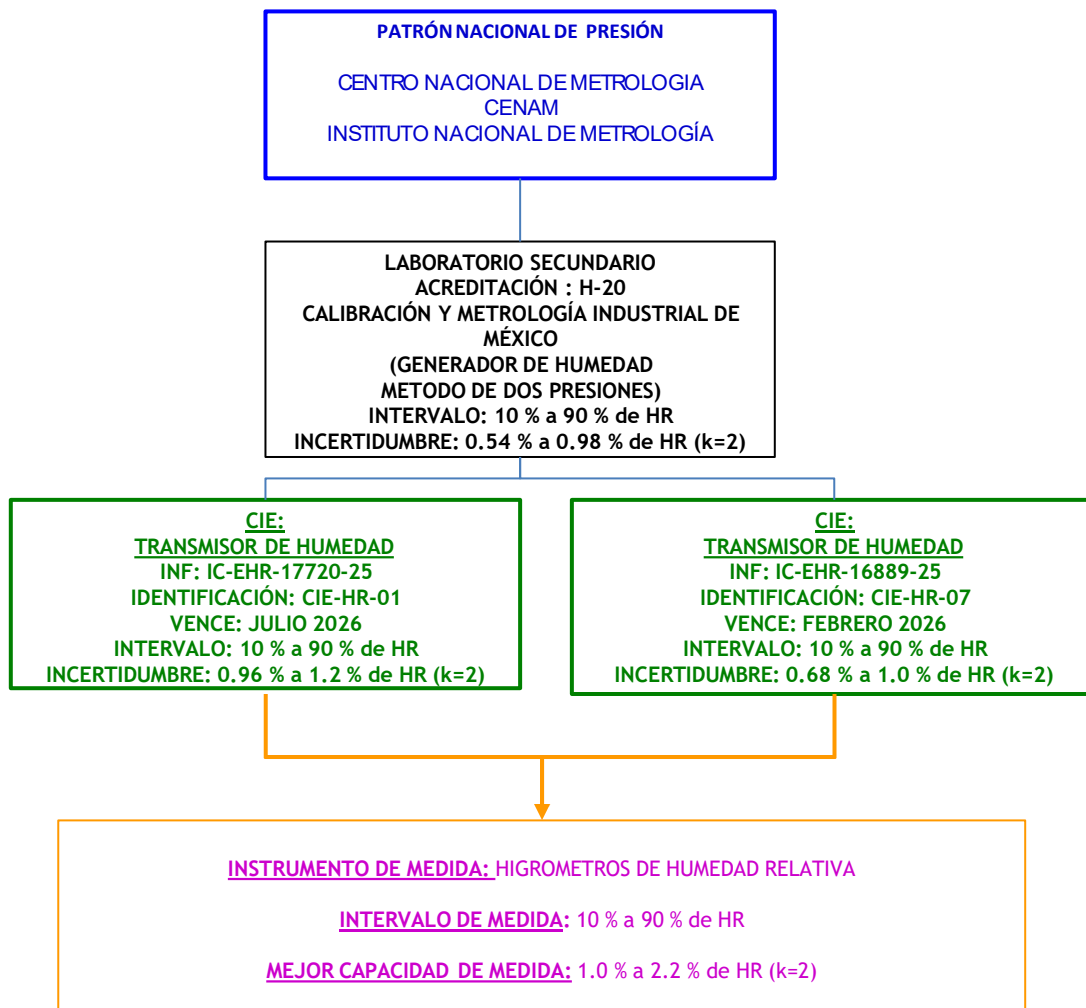 PATRÓN NACIONAL DE PRESIÓN
CENTRO NACIONAL DE METROLOGIA
CENAM
INSTITUTO NACIONAL DE METROLOGÍA
LABORATORIO SECUNDARIO
ACREDITACIÓN : H-20
CALIBRACIÓN Y METROLOGÍA INDUSTRIAL DE
MÉXICO
(GENERADOR DE HUMEDAD
METODO DE DOS PRESIONES)
INTERVALO: 10 % a 90 % de HR
INCERTIDUMBRE: 0.54 % a 0.98 % de HR (k=2)
CIE:
TRANSMISOR DE HUMEDAD
INF: IC-EHR-17720-25
IDENTIFICACIÓN: CIE-HR-01
VENCE: JULIO 2026
INTERVALO: 10 % a 90 % de HR
INCERTIDUMBRE: 0.96 % a 1.2 % de HR (k=2)
CIE:
TRANSMISOR DE HUMEDAD
INF: IC-EHR-16889-25
IDENTIFICACIÓN: CIE-HR-07
VENCE: FEBRERO 2026
INTERVALO: 10 % a 90 % de HR
INCERTIDUMBRE: 0.68 % a 1.0 % de HR (k=2)
INSTRUMENTO DE MEDIDA: HIGROMETROS DE HUMEDAD RELATIVA
INTERVALO DE MEDIDA: 10 % a 90 % de HR
MEJOR CAPACIDAD DE MEDIDA: 1.0 % a 2.2 % de HR (k=2)